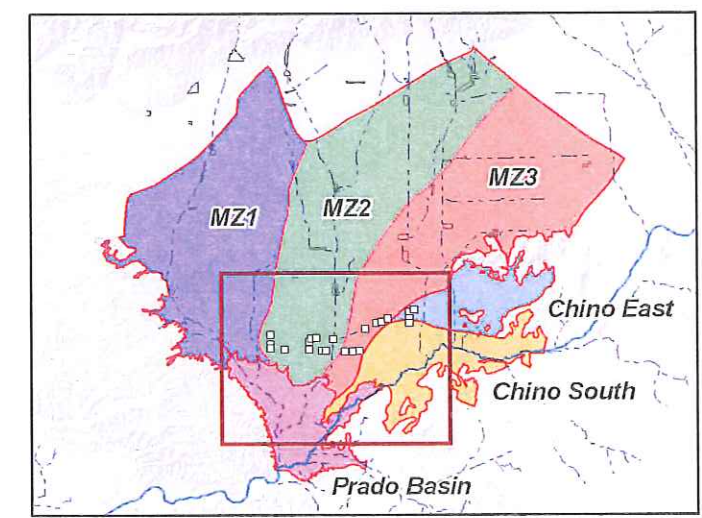 MZ3
MZ2
MZ1
Chino East
Chino South
Prado Basin